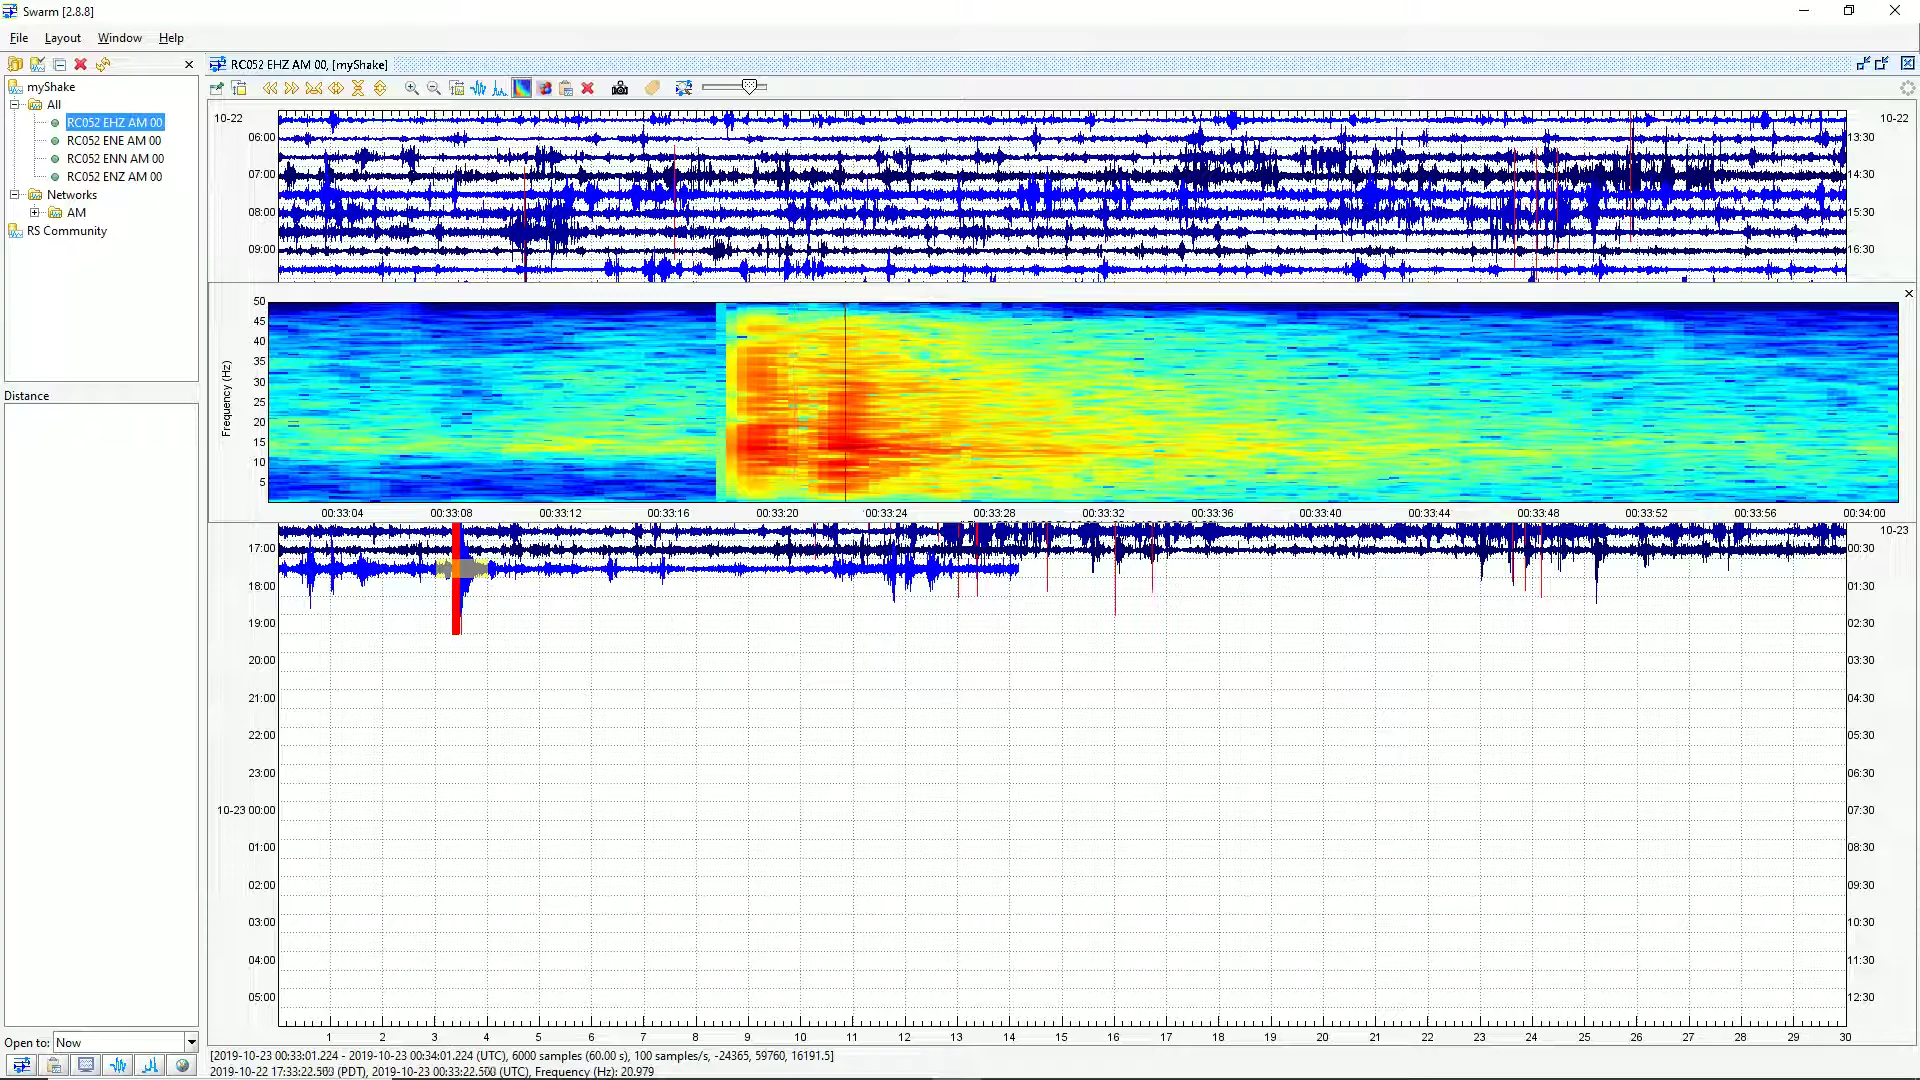 Swarm [2.8.8]
File Layout Window Help
RC052 EHZ AM 00, [myShake]
myShake
All
RC052 EHZ AM 00
RC052 ENE AM 00
RC052 ENN AM 00
RC052 ENZ AM 00
Networks
AM
RS Community
Distance
Open to: Now
10-22 10-22
06:00 13:30
07:00 14:30
08:00 15:30
09:00 16:30
50
45
40
35
30
25
20
15
10
5
Frequency (Hz)
00:33:04 00:33:08 00:33:12 00:33:16 00:33:20 00:33:24 00:33:28 00:33:32 00:33:36 00:33:40 00:33:44 00:33:48 00:33:52 00:33:56 00:34:00
10-23
17:00 00:30
18:00 01:30
19:00 02:30
20:00 03:30
21:00 04:30
22:00 05:30
23:00 06:30
10-23 00:00 07:30
01:00 08:30
02:00 09:30
03:00 10:30
04:00 11:30
05:00 12:30
1 2 3 4 5 6 7 8 9 10 11 12 13 14 15 16 17 18 19 20 21 22 23 24 25 26 27 28 29 30
[2019-10-23 00:33:01.224 - 2019-10-23 00:34:01.224 (UTC), 6000 samples (60.00 s), 100 samples/s, -24365, 59760, 16191.5]
2019-10-22 17:33:22.503 (PDT), 2019-10-23 00:33:22.503 (UTC), Frequency (Hz): 20.979